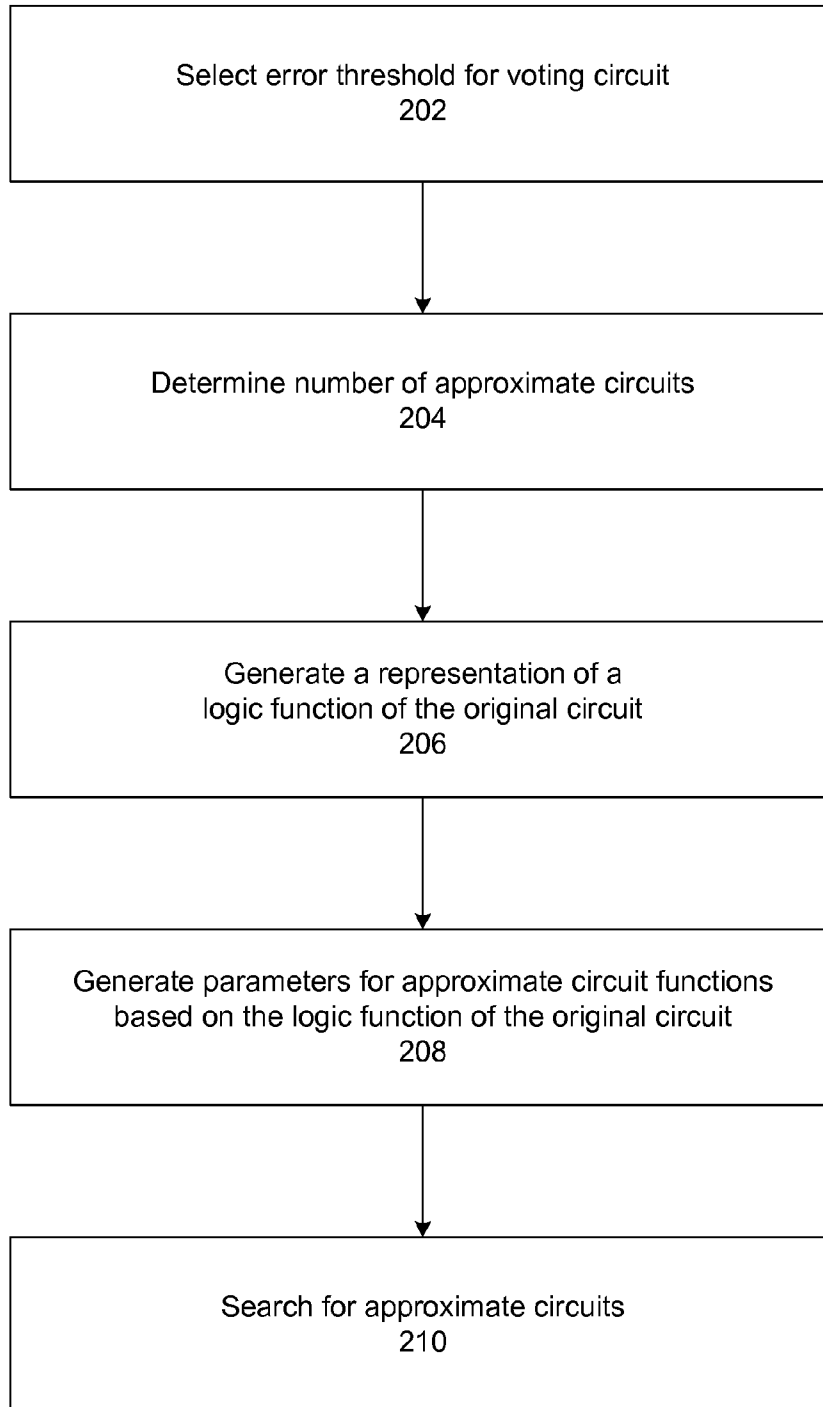 Select error threshold for voting circuit
202
Determine number of approximate circuits
204
Generate a representation of a
logic function of the original circuit
206
Generate parameters for approximate circuit functions
based on the logic function of the original circuit
208
Search for approximate circuits
210